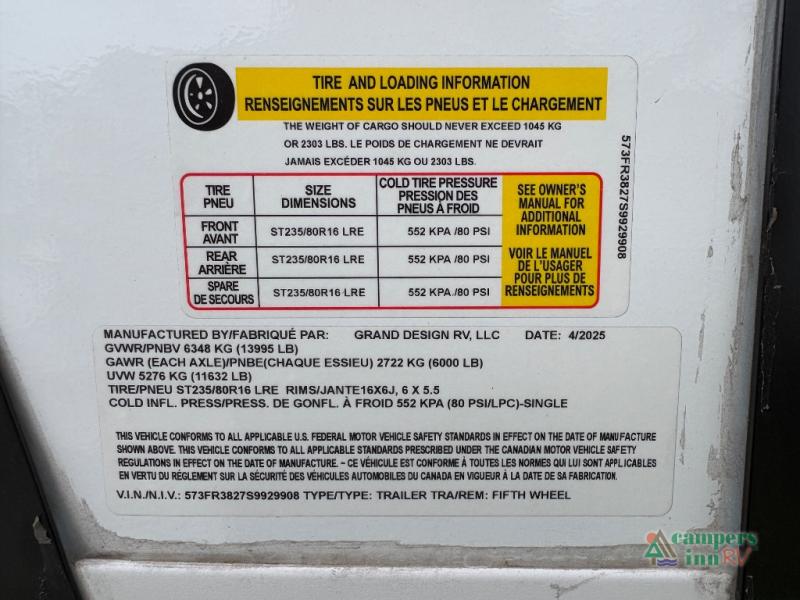 TIRE AND LOADING INFORMATION
RENSEIGNEMENTS SUR LES PNEUS ET LE CHARGEMENT
THE WEIGHT OF CARGO SHOULD NEVER EXCEED 1045 KG
OR 2303 LBS. LE POIDS DE CHARGEMENT NE DEVRAIT
JAMAIS EXCÉDER 1045 KG OU 2303 LBS.
TIRE
PNEU
SIZE
DIMENSIONS
COLD TIRE PRESSURE
PRESSION DES
PNEUS À FROID
FRONT
AVANT
ST235/80R16 LRE
552 KPA /80 PSI
REAR
ARRIÈRE
ST235/80R16 LRE
552 KPA /80 PSI
SPARE
DE SECOURS
ST235/80R16 LRE
552 KPA /80 PSI
SEE OWNER'S
MANUAL FOR
ADDITIONAL
INFORMATION
VOIR LE MANUEL
DE L'USAGER
POUR PLUS DE
RENSEIGNEMENTS
573FR3827S9929908
MANUFACTURED BY/FABRIQUÉ PAR: GRAND DESIGN RV, LLC DATE: 4/2025
GVWR/PNBV 6348 KG (13995 LB)
GAWR (EACH AXLE)/PNBE(CHAQUE ESSIEU) 2722 KG (6000 LB)
UVW 5276 KG (11632 LB)
TIRE/PNEU ST235/80R16 LRE RIMS/JANTE16X6J, 6 X 5.5
COLD INFL. PRESS/PRESS. DE GONFL. À FROID 552 KPA (80 PSI/LPC)-SINGLE
THIS VEHICLE CONFORMS TO ALL APPLICABLE U.S. FEDERAL MOTOR VEHICLE SAFETY STANDARDS IN EFFECT ON THE DATE OF MANUFACTURE
SHOWN ABOVE. THIS VEHICLE CONFORMS TO ALL APPLICABLE STANDARDS PRESCRIBED UNDER THE CANADIAN MOTOR VEHICLE SAFETY
REGULATIONS IN EFFECT ON THE DATE OF MANUFACTURE. – CE VÉHICULE EST CONFORME À TOUTES LES NORMES QUI LUI SONT APPLICABLES
EN VERTU DU RÈGLEMENT SUR LA SÉCURITÉ DES VÉHICULES AUTOMOBILES DU CANADA EN VIGUEUR À LA DATE DE SA FABRICATION.
V.I.N./N.I.V.: 573FR3827S9929908 TYPE/TYPE: TRAILER TRA/REM: FIFTH WHEEL
campers
inn RV